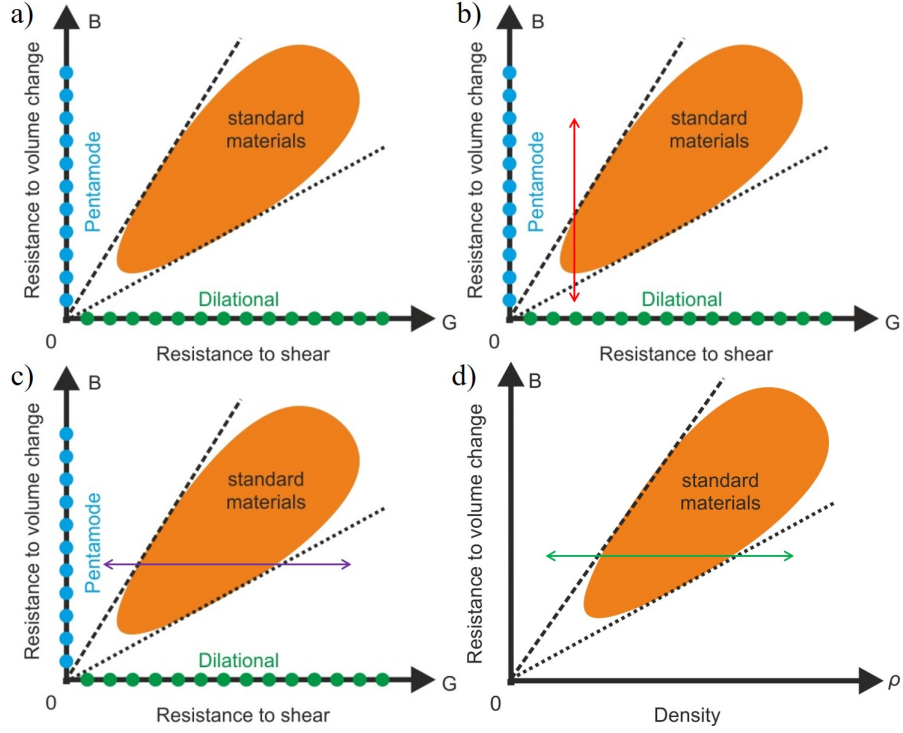 a)
B
Resistance to volume change
Pentamode
standard
materials
Dilational
0
G
Resistance to shear
b)
B
Resistance to volume change
Pentamode
standard
materials
Dilational
0
G
Resistance to shear
c)
B
Resistance to volume change
Pentamode
standard
materials
Dilational
0
G
Resistance to shear
d)
B
Resistance to volume change
standard
materials
0
ρ
Density